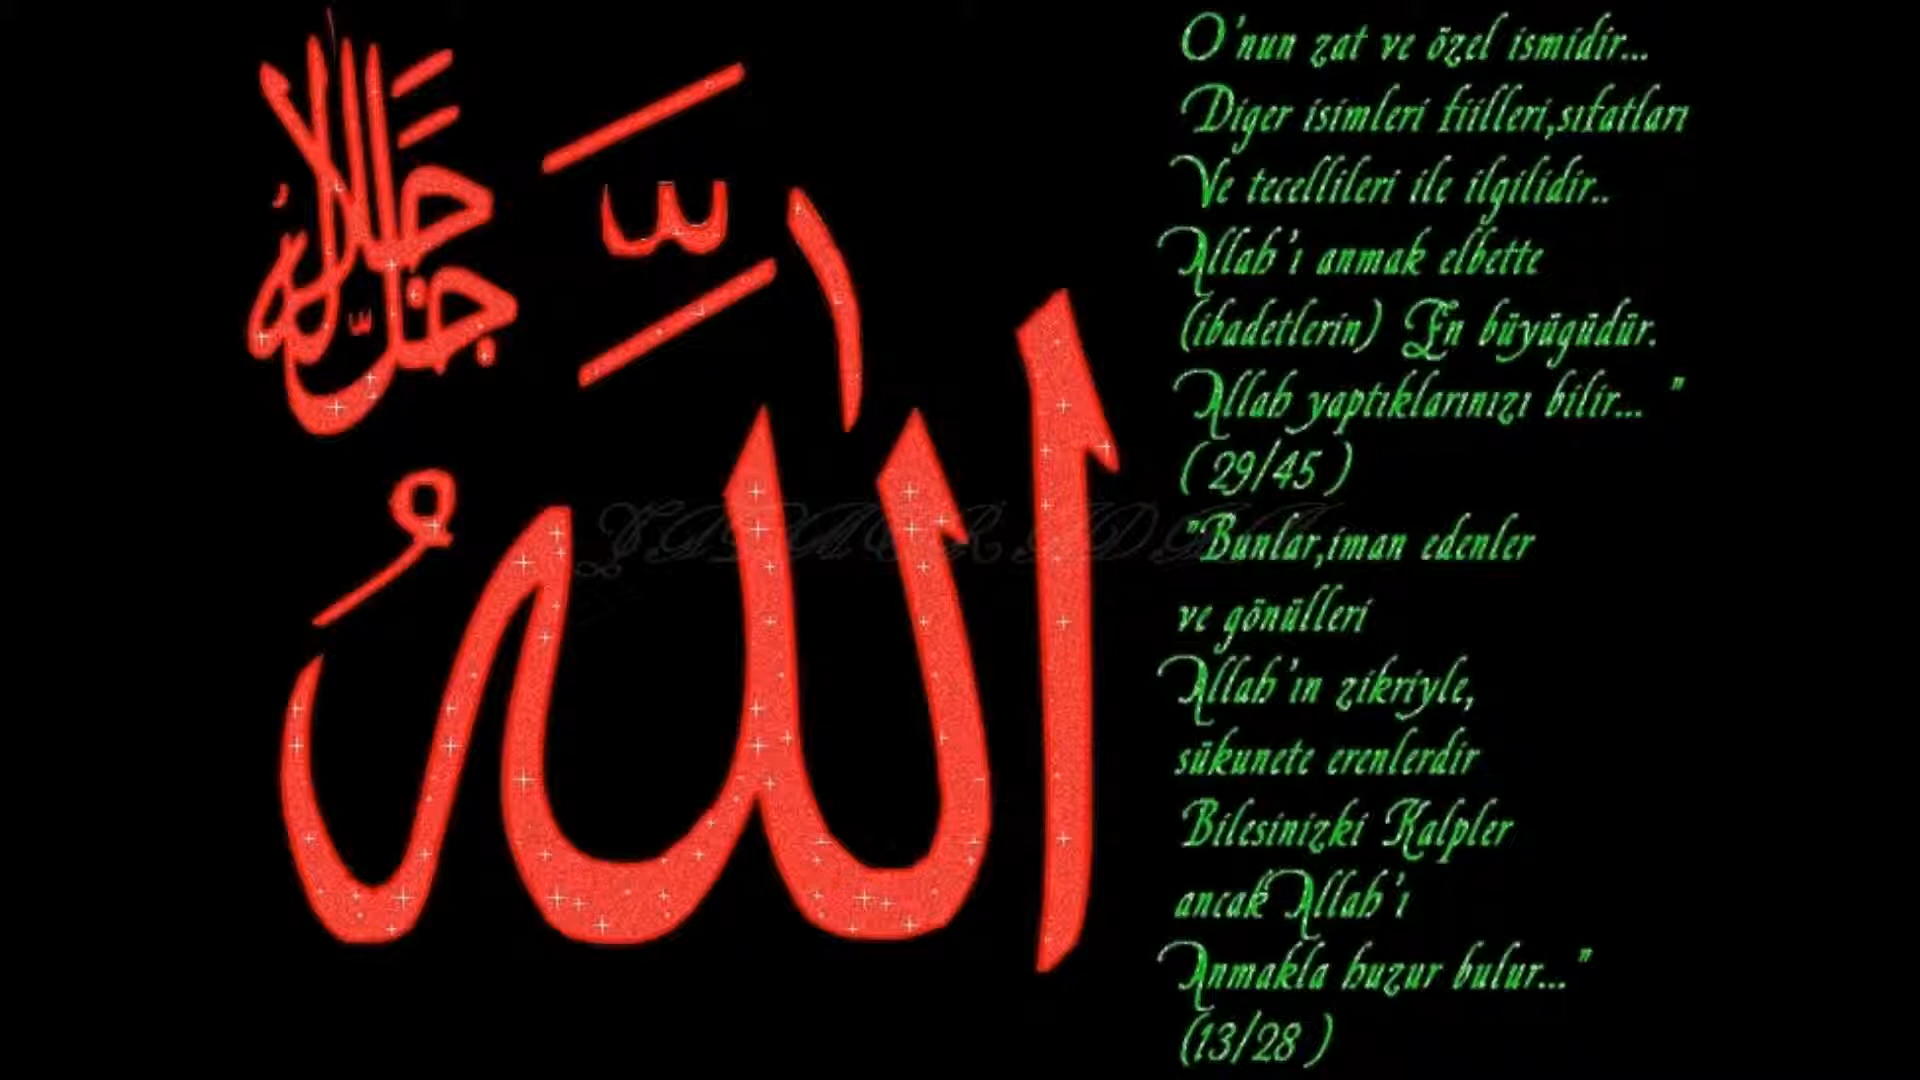 الله
جل جلاله
O'nun zat ve özel ismidir...
Diger isimleri fiilleri,sıfatları
Ve tecellileri ile ilgilidir..
Allah'ı anmak elbette
(ibadetlerin) En büyügüdür.
Allah yaptıklarınızı bilir... "
( 29/45 )
"Bunlar,iman edenler
ve gönülleri
Allah'ın zikriyle,
sükunete erenlerdir
Bilesinizki Kalpler
ancak Allah'ı
Anmakla huzur bulur..."
(13/28 )